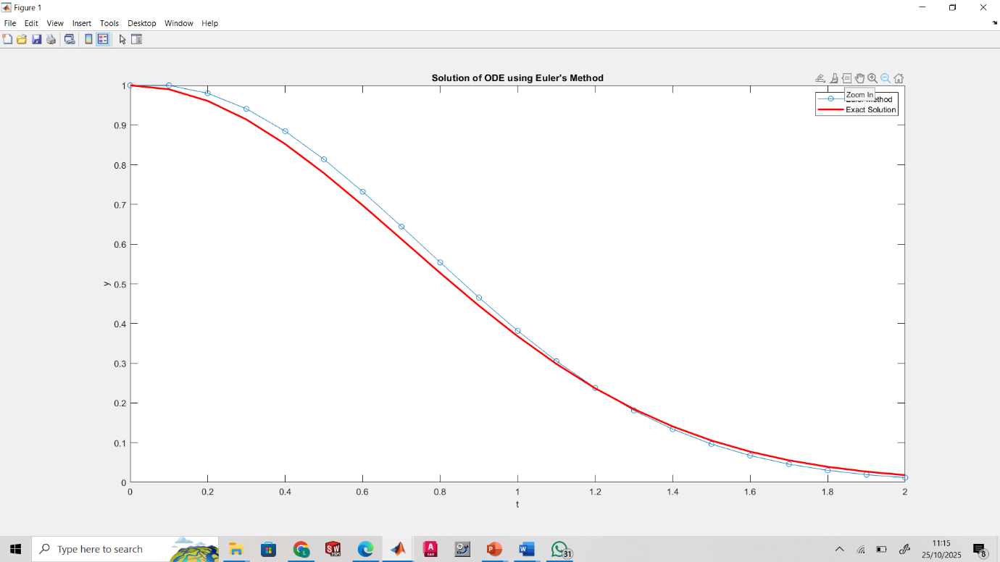 Figure 1
File Edit View Insert Tools Desktop Window Help
Solution of ODE using Euler's Method
Zoom In
Method
Exact Solution
1
0.9
0.8
0.7
0.6
0.5
0.4
0.3
0.2
0.1
0
y
0 0.2 0.4 0.6 0.8 1 1.2 1.4 1.6 1.8 2
t
Type here to search
SW
A
CAD
P
W
31
11:15
25/10/2025
8